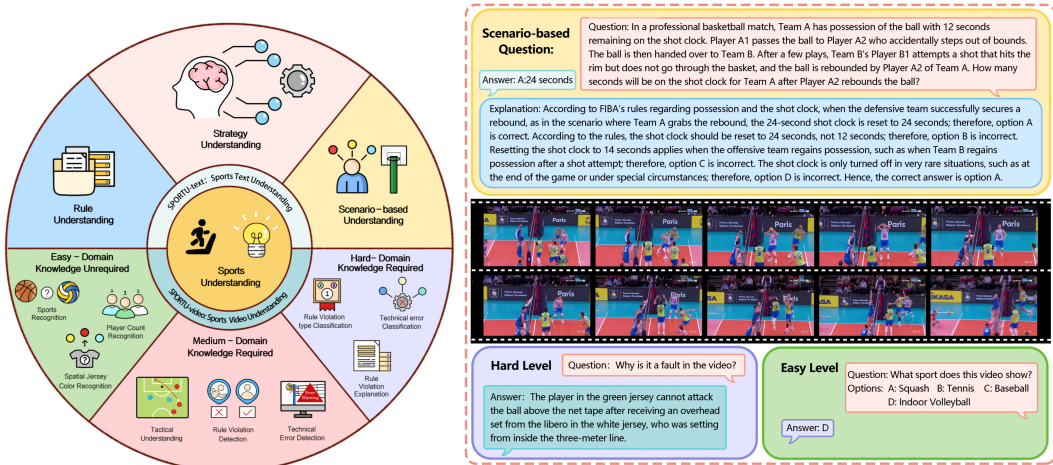 Strategy
Understanding
Rule
Understanding
Scenario-based
Understanding
SPORTU-text: Sports Text Understanding
Sports
Understanding
SPORTU-video: Sports Video Understanding
Easy - Domain
Knowledge Unrequired
Sports
Recognition
Player Count
Recognition
Spatial Jersey
Color Recognition
Medium - Domain
Knowledge Required
Tactical
Understanding
Rule Violation
Detection
Technical
Error Detection
Hard- Domain
Knowledge Required
Rule Violation
type Classification
Technical error
Classification
Rule
Violation
Explanation
Scenario-based
Question:
Question: In a professional basketball match, Team A has possession of the ball with 12 seconds
remaining on the shot clock. Player A1 passes the ball to Player A2 who accidentally steps out of bounds.
The ball is then handed over to Team B. After a few plays, Team B's Player B1 attempts a shot that hits the
rim but does not go through the basket, and the ball is rebounded by Player A2 of Team A. How many
seconds will be on the shot clock for Team A after Player A2 rebounds the ball?
Answer: A:24 seconds
Explanation: According to FIBA's rules regarding possession and the shot clock, when the defensive team successfully secures a
rebound, as in the scenario where Team A grabs the rebound, the 24-second shot clock is reset to 24 seconds; therefore, option A
is correct. According to the rules, the shot clock should be reset to 24 seconds, not 12 seconds; therefore, option B is incorrect.
Resetting the shot clock to 14 seconds applies when the offensive team regains possession, such as when Team B regains
possession after a shot attempt; therefore, option C is incorrect. The shot clock is only turned off in very rare situations, such as at
the end of the game or under special circumstances; therefore, option D is incorrect. Hence, the correct answer is option A.
Paris
Paris
Paris
Paris
Paris
Paris
Paris
Hard Level
Question: Why is it a fault in the video?
Answer: The player in the green jersey cannot attack
the ball above the net tape after receiving an overhead
set from the libero in the white jersey, who was setting
from inside the three-meter line.
Easy Level
Question: What sport does this video show?
Options: A: Squash B: Tennis C: Baseball
D: Indoor Volleyball
Answer: D